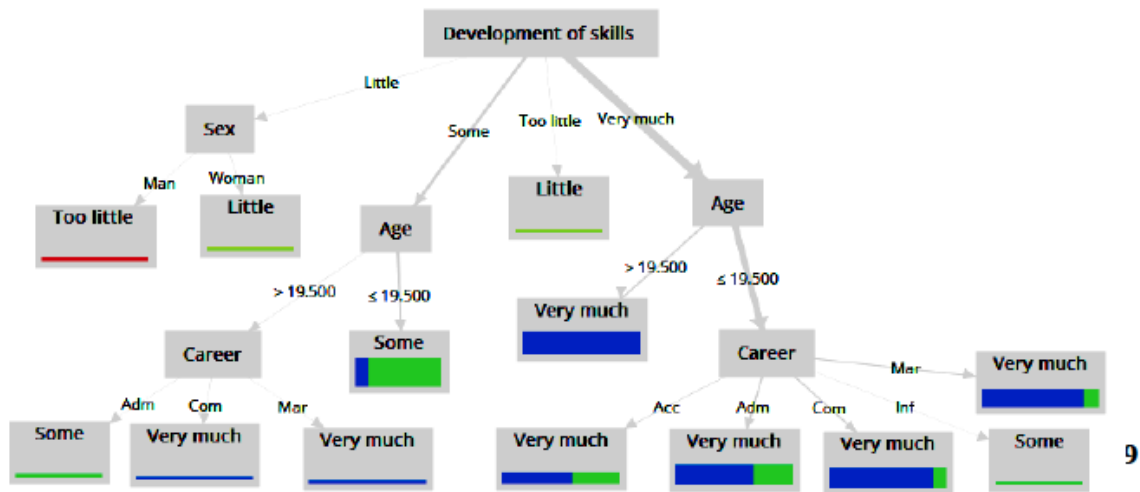 Development of skills
Little
Some
Too little
Very much
Sex
Man
Woman
Too little
Little
Little
Age
Age
> 19.500
≤ 19.500
> 19.500
≤ 19.500
Very much
Some
Career
Career
Adm
Com
Mar
Some
Very much
Very much
Acc
Adm
Com
Inf
Mar
Very much
Very much
Very much
Very much
Some
9